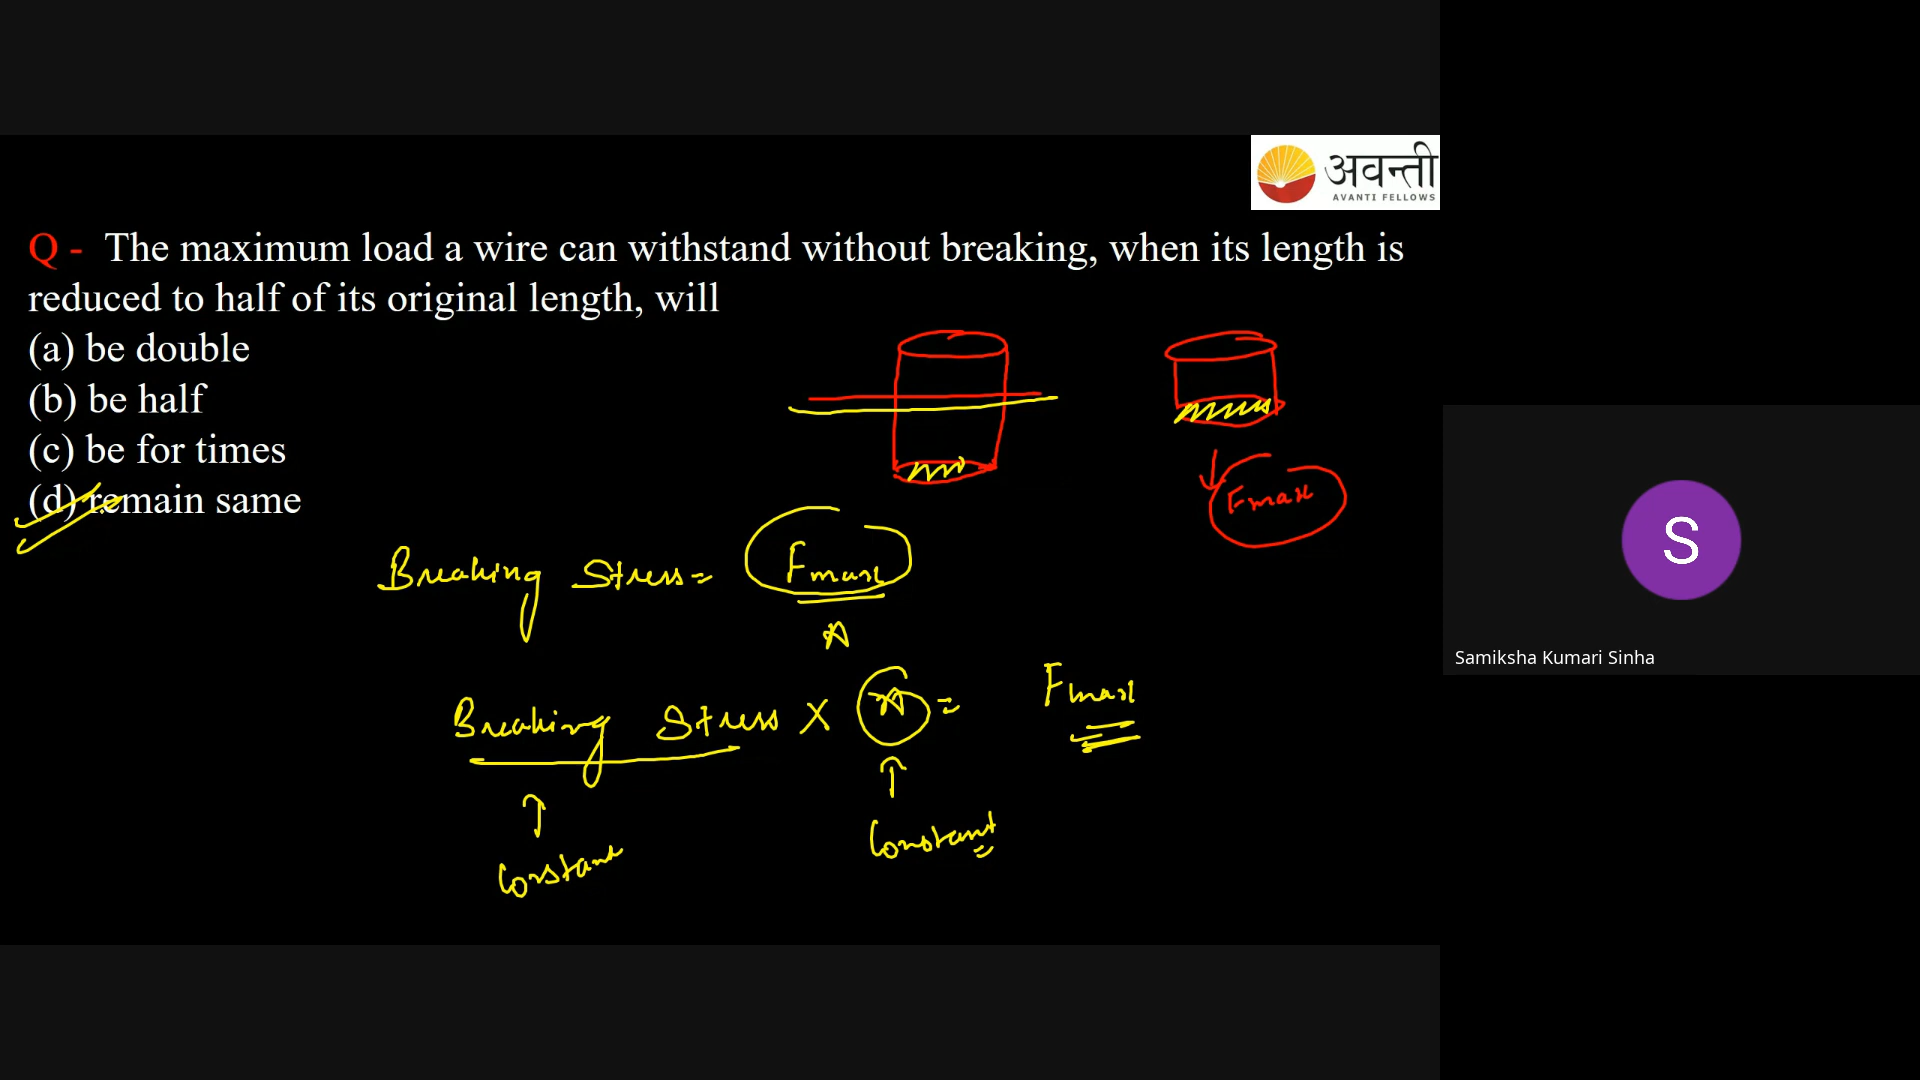 अवन्ती
AVANTI FELLOWS
Q - The maximum load a wire can withstand without breaking, when its length is
reduced to half of its original length, will
(a) be double
(b) be half
(c) be for times
(d) remain same
Fmax
Breaking Stress = Fmax
A
Breaking Stress X A = Fmax
Constant
Constant
S
Samiksha Kumari Sinha